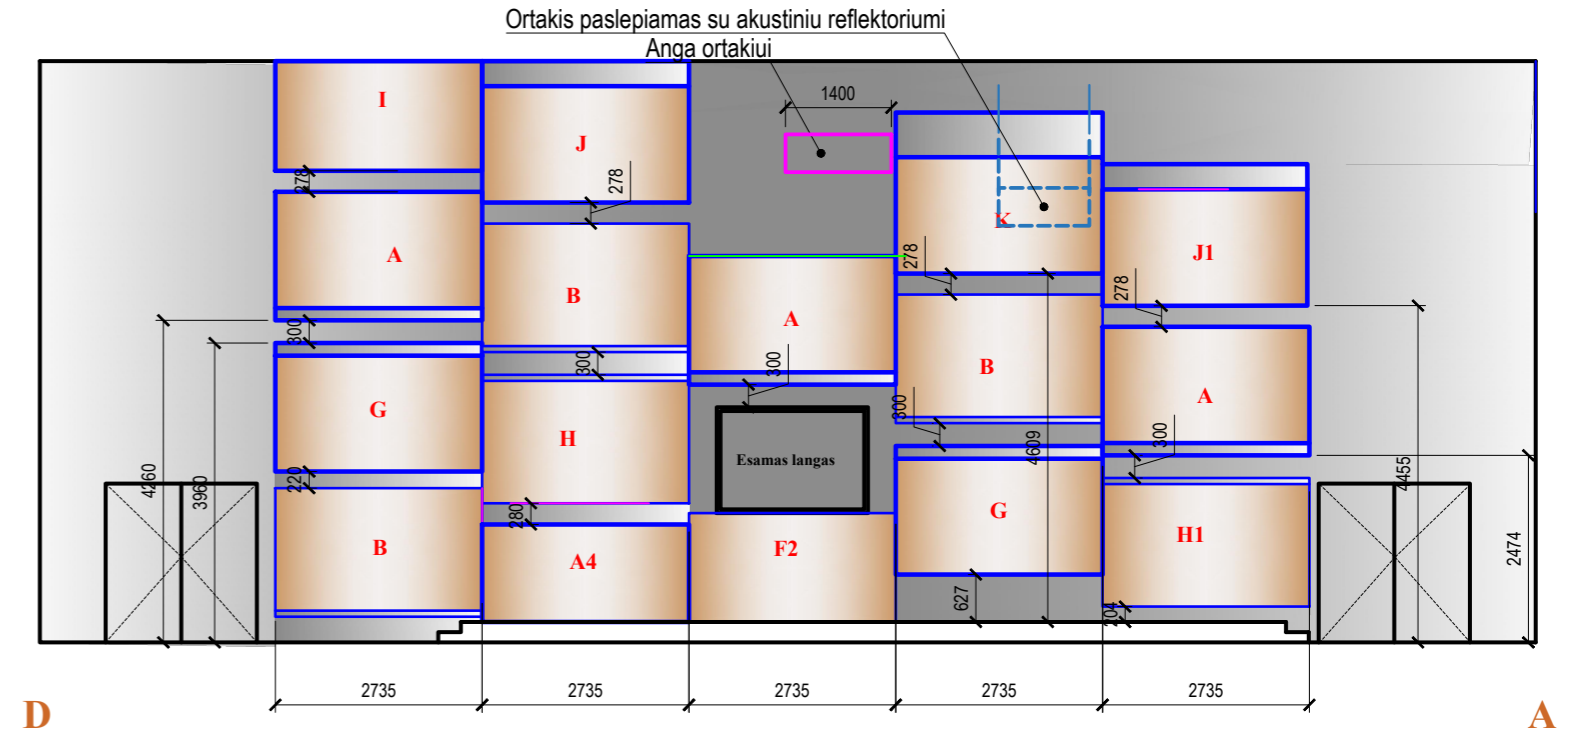 Ortakis paslepiamas su akustiniu reflektoriumi
Anga ortakiui
1400
I
J
278
278
A
K
J1
278
278
B
A
B
300
300
300
A
G
H
300
300
4609
Esamas langas
4260
3960
220
280
G
4455
2474
B
A4
F2
H1
627
204
2735
2735
2735
2735
2735
D
A